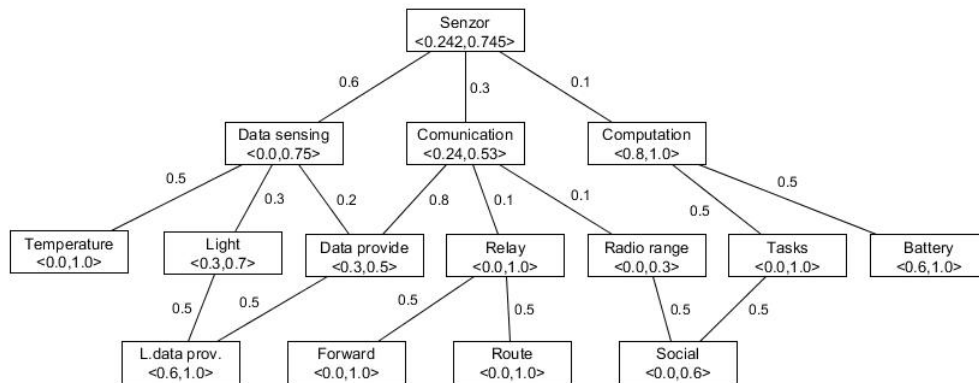 Senzor
<0.242,0.745>
0.6
0.3
0.1
Data sensing
<0.0,0.75>
Comunication
<0.24,0.53>
Computation
<0.8,1.0>
0.5
0.3
0.2
0.8
0.1
0.1
0.5
0.5
Temperature
<0.0,1.0>
Light
<0.3,0.7>
Data provide
<0.3,0.5>
Relay
<0.0,1.0>
Radio range
<0.0,0.3>
Tasks
<0.0,1.0>
Battery
<0.6,1.0>
0.5
0.5
0.5
0.5
0.5
0.5
L.data prov.
<0.6,1.0>
Forward
<0.0,1.0>
Route
<0.0,1.0>
Social
<0.0,0.6>